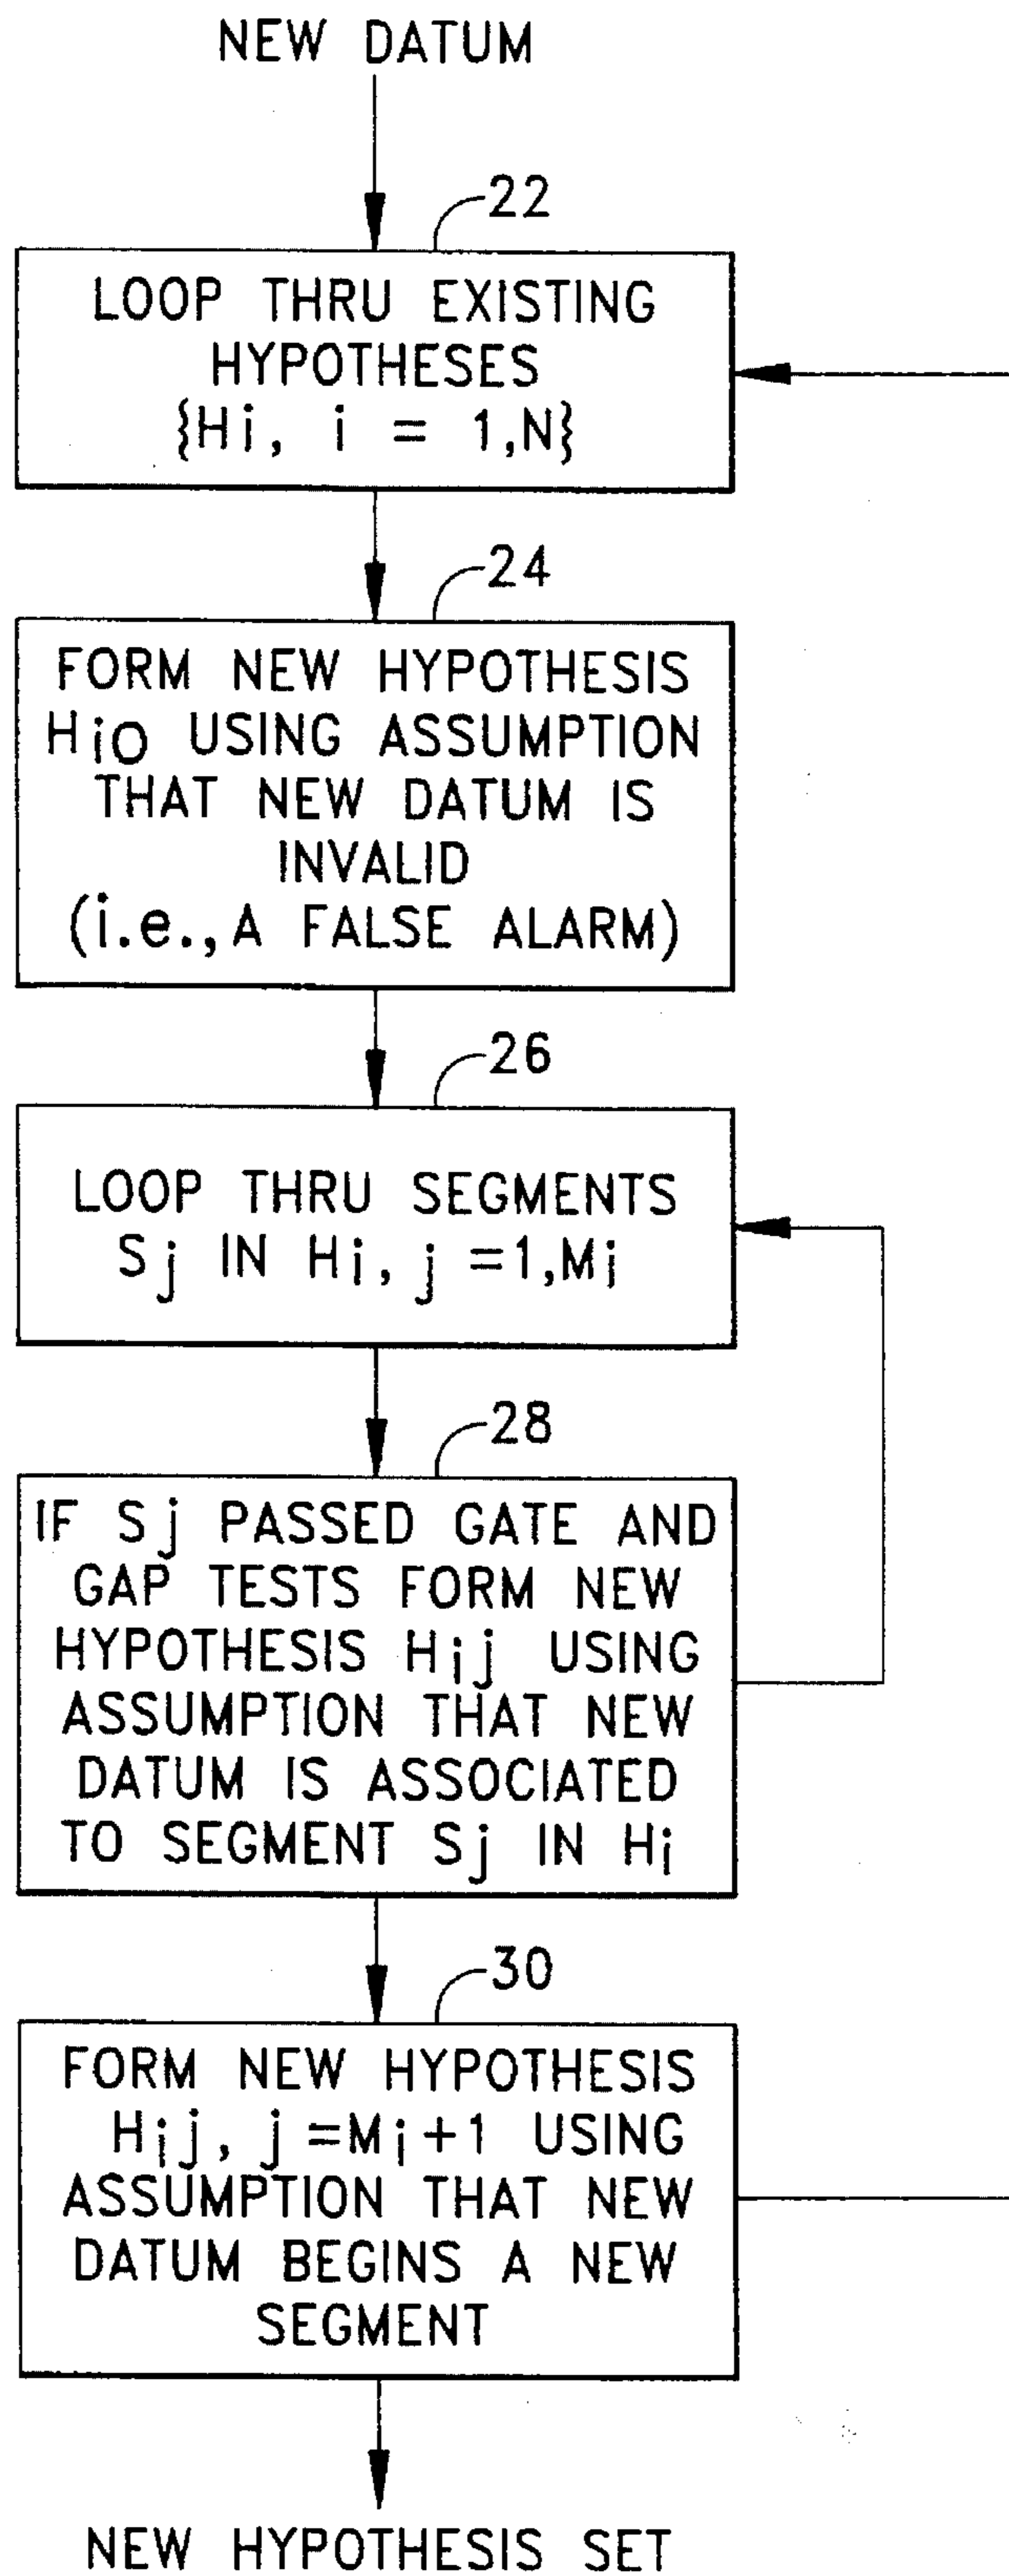 NEW DATUM
22
LOOP THRU EXISTING
HYPOTHESES
{Hi, i = 1,N}
24
FORM NEW HYPOTHESIS
Hi0 USING ASSUMPTION
THAT NEW DATUM IS
INVALID
(i.e., A FALSE ALARM)
26
LOOP THRU SEGMENTS
Sj IN Hi, j =1,Mi
28
IF Sj PASSED GATE AND
GAP TESTS FORM NEW
HYPOTHESIS Hij USING
ASSUMPTION THAT NEW
DATUM IS ASSOCIATED
TO SEGMENT Sj IN Hi
30
FORM NEW HYPOTHESIS
Hij, j =Mi+1 USING
ASSUMPTION THAT NEW
DATUM BEGINS A NEW
SEGMENT
NEW HYPOTHESIS SET